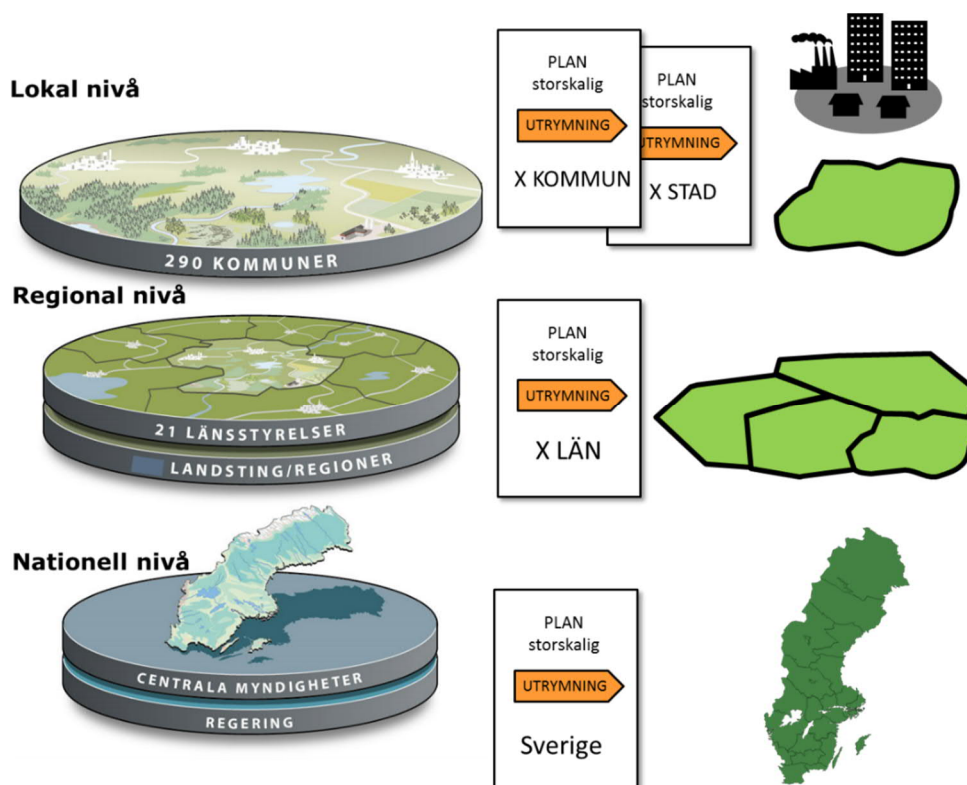 Lokal nivå
290 KOMMUNER
PLAN
storskalig
UTRYMNING
X KOMMUN
PLAN
storskalig
UTRYMNING
X STAD
Regional nivå
21 LÄNSSTYRELSER
LANDSTING/REGIONER
PLAN
storskalig
UTRYMNING
X LÄN
Nationell nivå
CENTRALA MYNDIGHETER
REGERING
PLAN
storskalig
UTRYMNING
Sverige